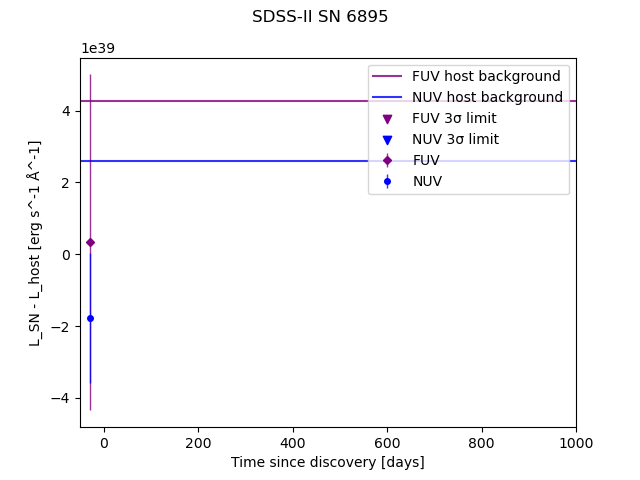 SDSS-II SN 6895
1e39
FUV host background
NUV host background
FUV 3σ limit
NUV 3σ limit
FUV
NUV
4
2
0
−2
−4
L_SN - L_host [erg s^-1 Å^-1]
0 200 400 600 800 1000
Time since discovery [days]